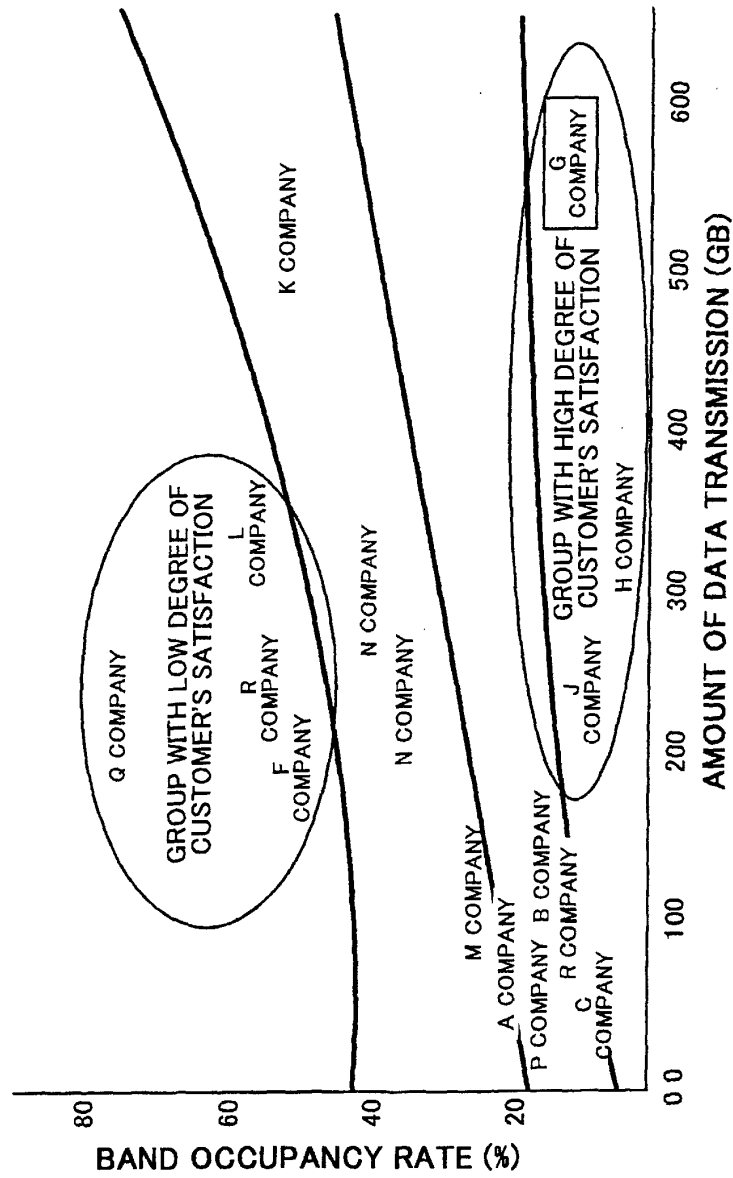 BAND OCCUPANCY RATE (%)
80
60
40
20
0
Q COMPANY
GROUP WITH LOW DEGREE OF
CUSTOMER'S SATISFACTION
R
COMPANY
L
COMPANY
F
COMPANY
K COMPANY
N COMPANY
N COMPANY
M COMPANY
A COMPANY
P COMPANY
B COMPANY
R COMPANY
C
COMPANY
GROUP WITH HIGH DEGREE OF
CUSTOMER'S SATISFACTION
G
COMPANY
J
COMPANY
H COMPANY
0
100
200
300
400
500
600
AMOUNT OF DATA TRANSMISSION (GB)